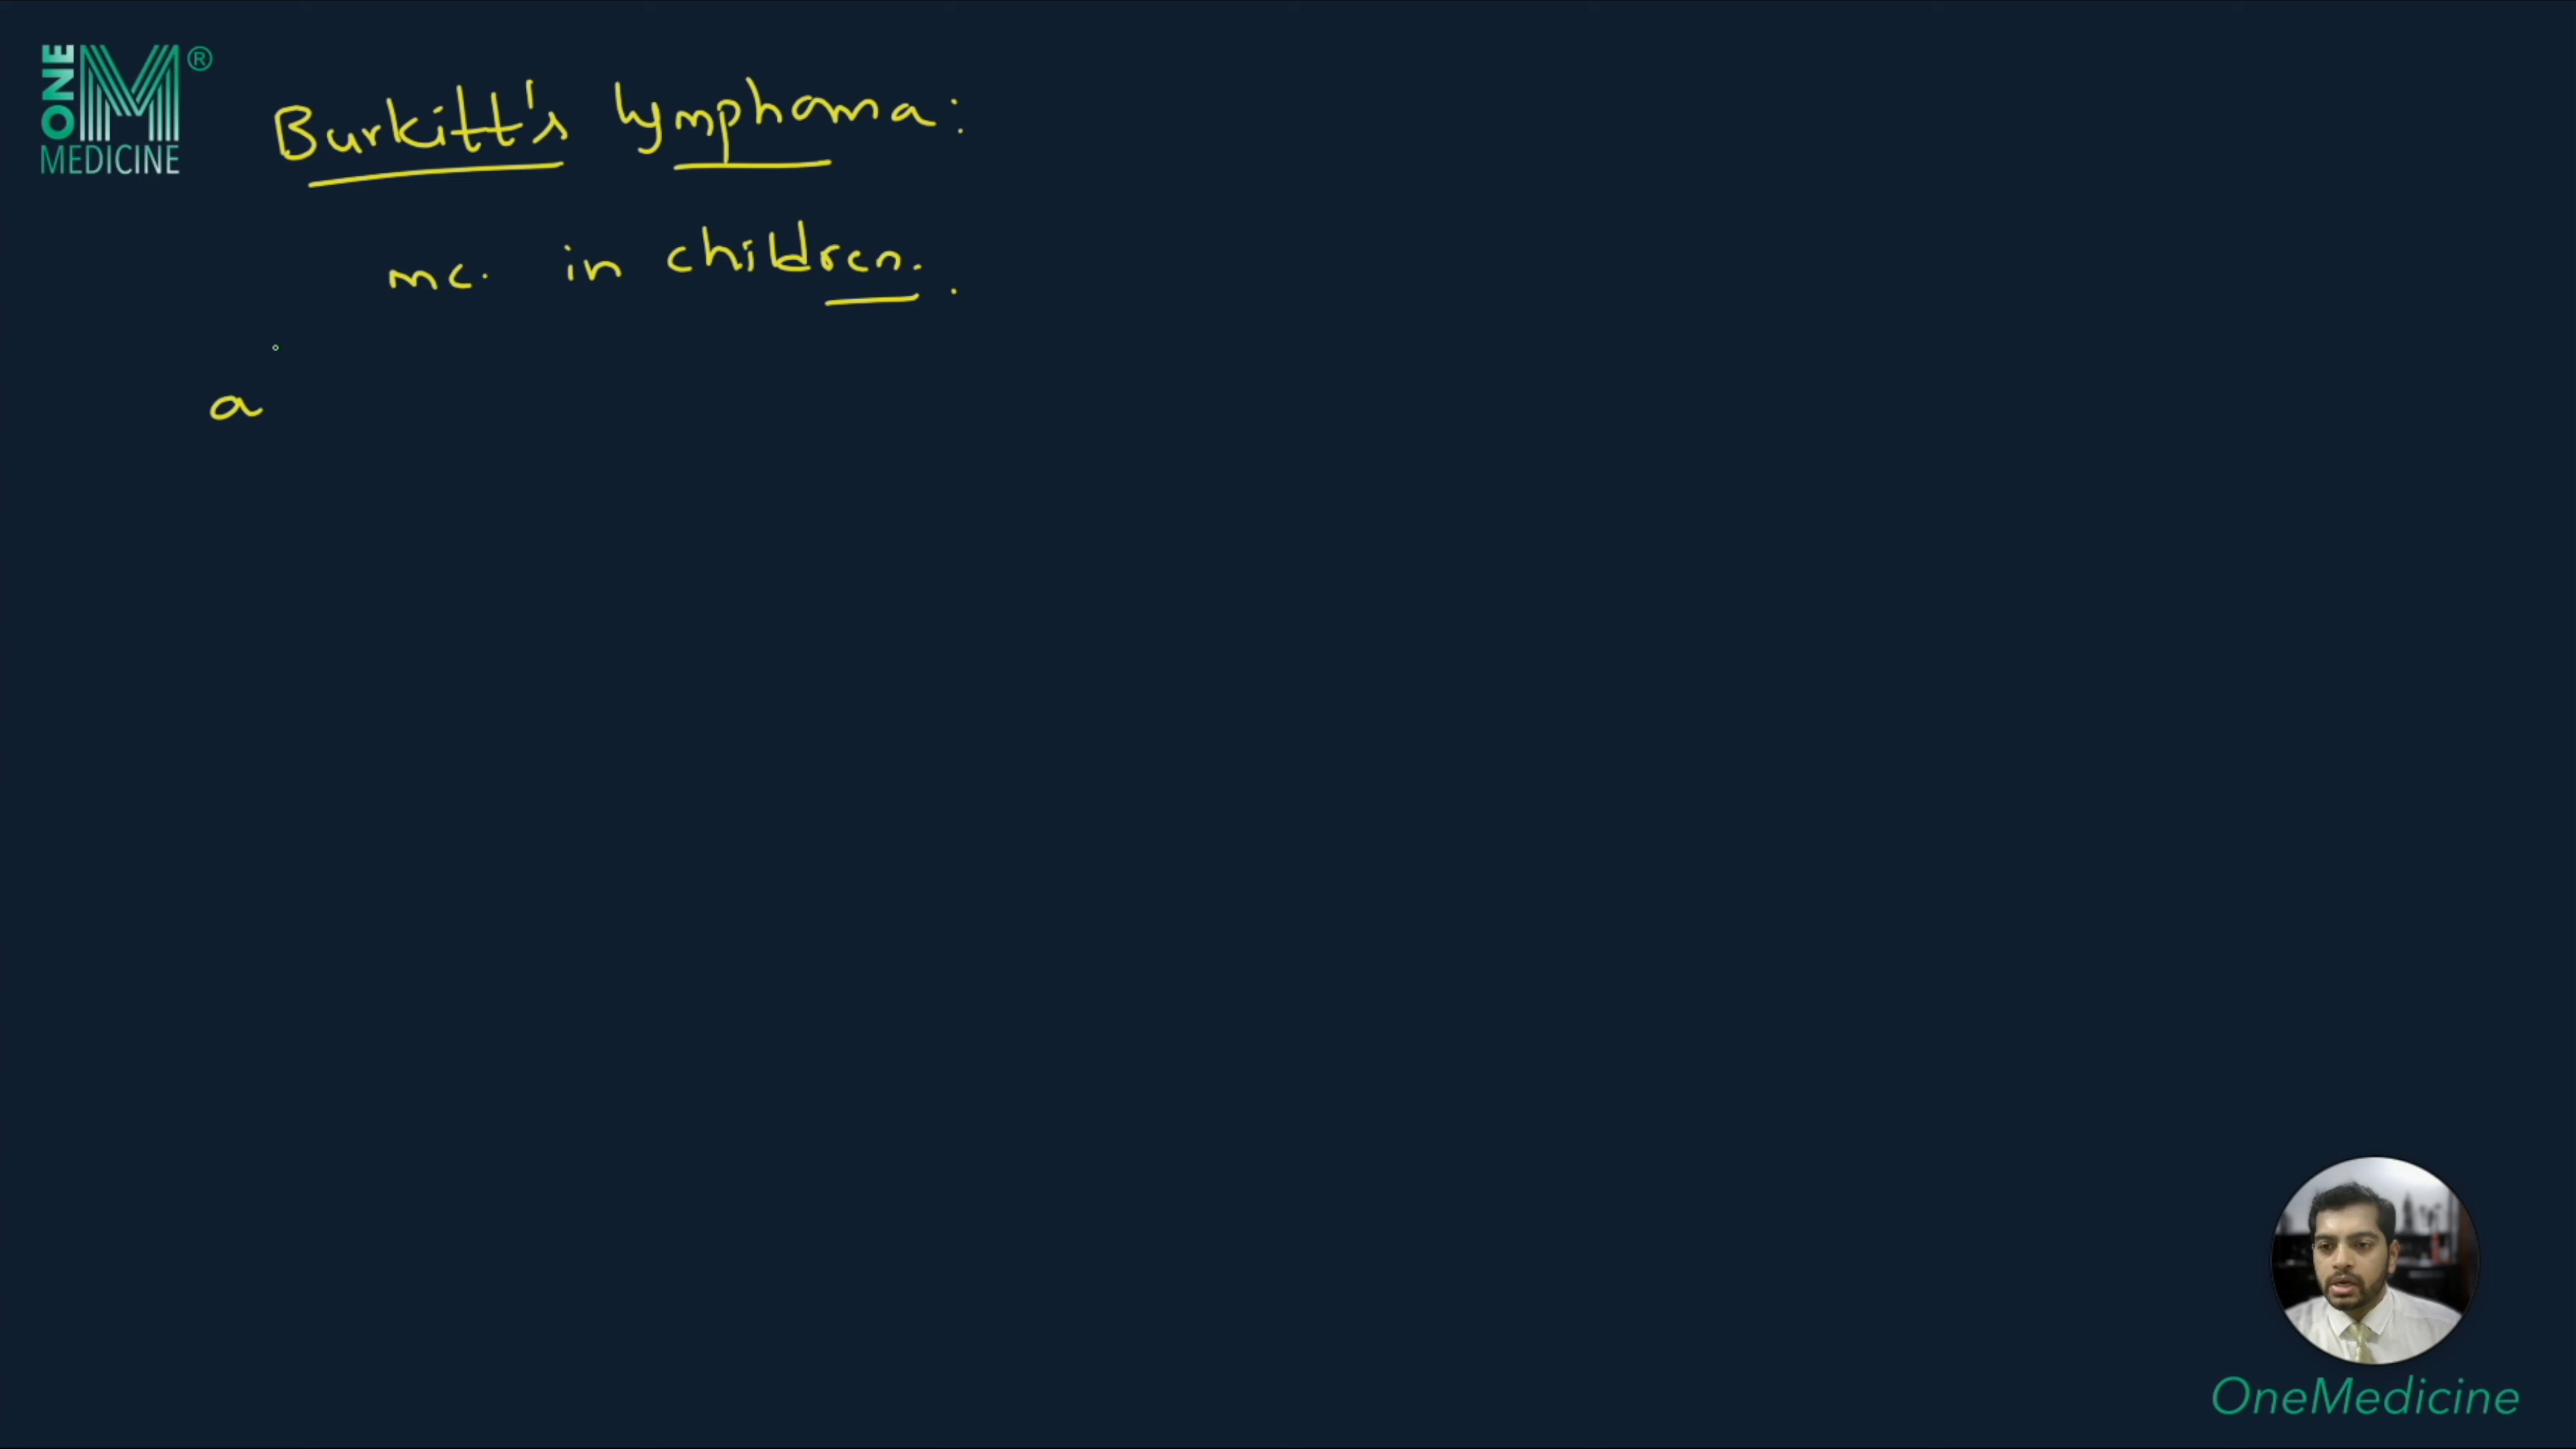 ONE
M®
MEDICINE
Burkitt's lymphoma:
mc. in children.
a
OneMedicine